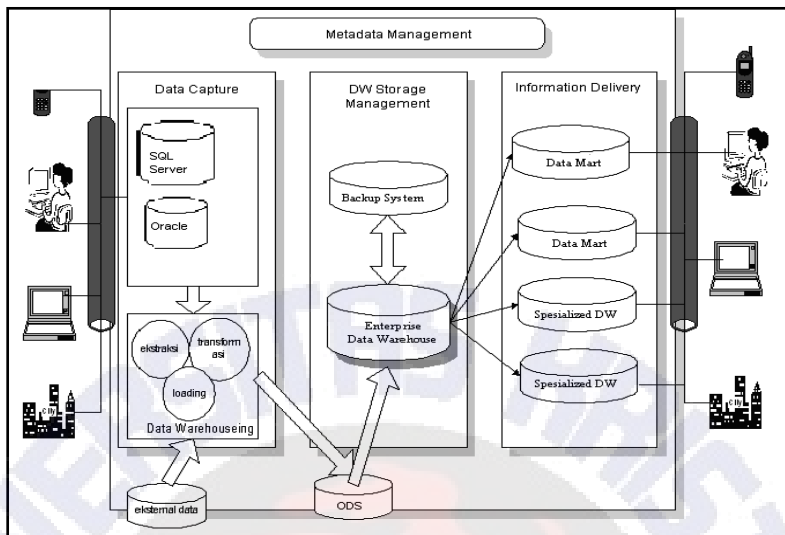 Metadata Management
Data Capture
SQL
Server
Oracle
ekstraksi
transform
asi
loading
Data Warehouseing
eksternal data
DW Storage
Management
Backup System
Enterprise
Data Warehouse
ODS
Information Delivery
Data Mart
Data Mart
Spesialized DW
Spesialized DW
City
City